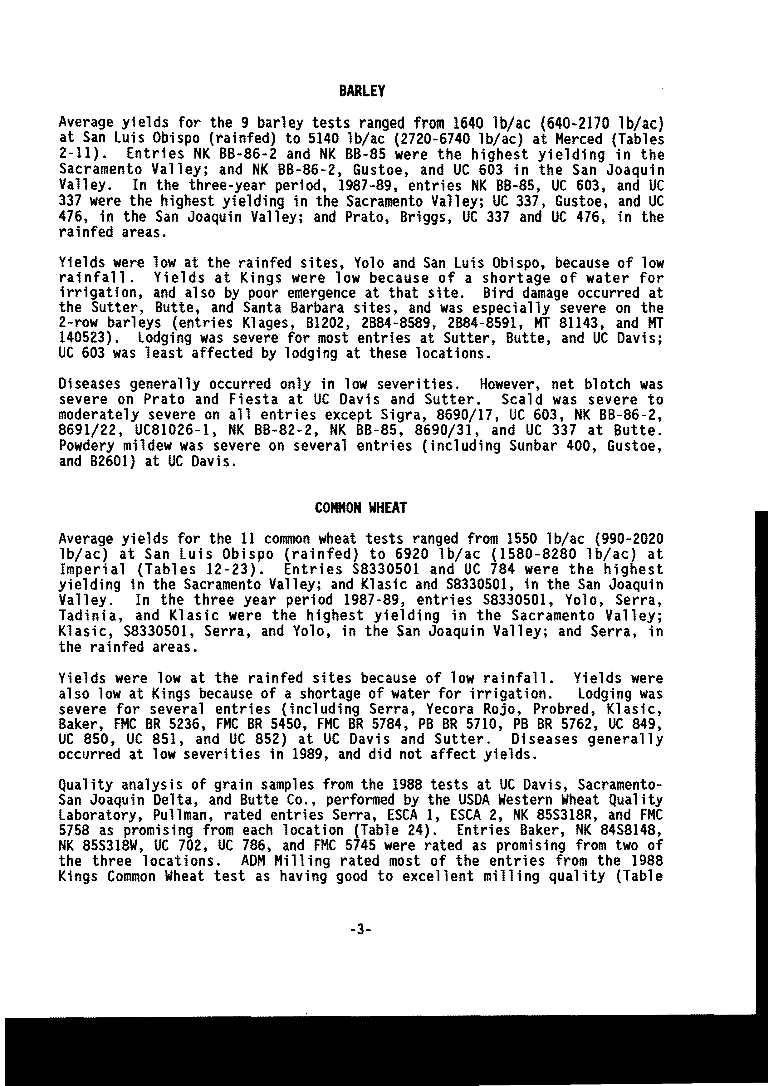 BARLEY
Average yields for the 9 barley tests ranged from 1640 lb/ac (640-2170 lb/ac)
at San Luis Obispo (rainfed) to 5140 lb/ac (2720-6740 lb/ac) at Merced (Tables
2-11). Entries NK BB-86-2 and NK BB-85 were the highest yielding in the
Sacramento Valley; and NK BB-86-2, Gustoe, and UC 603 in the San Joaquin
Valley. In the three-year period, 1987-89, entries NK BB-85, UC 603, and UC
337 were the highest yielding in the Sacramento Valley; UC 337, Gustoe, and UC
476, in the San Joaquin Valley; and Prato, Briggs, UC 337 and UC 476, in the
rainfed areas.
Yields were low at the rainfed sites, Yolo and San Luis Obispo, because of low
rainfall. Yields at Kings were low because of a shortage of water for
irrigation, and also by poor emergence at that site. Bird damage occurred at
the Sutter, Butte, and Santa Barbara sites, and was especially severe on the
2-row barleys (entries Klages, B1202, 2B84-8589, 2B84-8591, MT 81143, and MT
140523). Lodging was severe for most entries at Sutter, Butte, and UC Davis;
UC 603 was least affected by lodging at these locations.
Diseases generally occurred only in low severities. However, net blotch was
severe on Prato and Fiesta at UC Davis and Sutter. Scald was severe to
moderately severe on all entries except Sigra, 8690/17, UC 603, NK BB-86-2,
8691/22, UC81026-1, NK BB-82-2, NK BB-85, 8690/31, and UC 337 at Butte.
Powdery mildew was severe on several entries (including Sunbar 400, Gustoe,
and B2601) at UC Davis.
COMMON WHEAT
Average yields for the 11 common wheat tests ranged from 1550 lb/ac (990-2020
lb/ac) at San Luis Obispo (rainfed) to 6920 lb/ac (1580-8280 lb/ac) at
Imperial (Tables 12-23). Entries S8330501 and UC 784 were the highest
yielding in the Sacramento Valley; and Klasic and S8330501, in the San Joaquin
Valley. In the three year period 1987-89, entries S8330501, Yolo, Serra,
Tadinia, and Klasic were the highest yielding in the Sacramento Valley;
Klasic, S8330501, Serra, and Yolo, in the San Joaquin Valley; and Serra, in
the rainfed areas.
Yields were low at the rainfed sites because of low rainfall. Yields were
also low at Kings because of a shortage of water for irrigation. Lodging was
severe for several entries (including Serra, Yecora Rojo, Probred, Klasic,
Baker, FMC BR 5236, FMC BR 5450, FMC BR 5784, PB BR 5710, PB BR 5762, UC 849,
UC 850, UC 851, and UC 852) at UC Davis and Sutter. Diseases generally
occurred at low severities in 1989, and did not affect yields.
Quality analysis of grain samples from the 1988 tests at UC Davis, Sacramento-
San Joaquin Delta, and Butte Co., performed by the USDA Western Wheat Quality
Laboratory, Pullman, rated entries Serra, ESCA 1, ESCA 2, NK 85S318R, and FMC
5758 as promising from each location (Table 24). Entries Baker, NK 84S8148,
NK 85S318W, UC 702, UC 786, and FMC 5745 were rated as promising from two of
the three locations. ADM Milling rated most of the entries from the 1988
Kings Common Wheat test as having good to excellent milling quality (Table
-3-